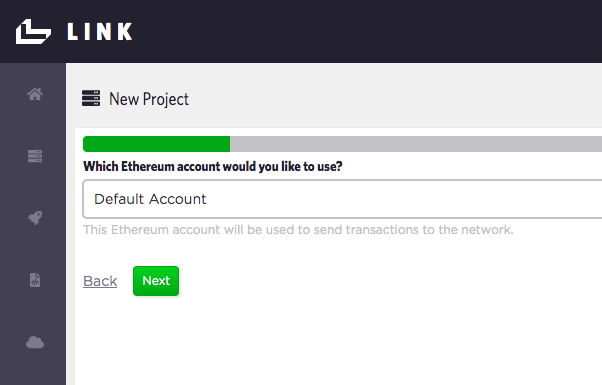 LINK
New Project
Which Ethereum account would you like to use?
Default Account
This Ethereum account will be used to send transactions to the network.
Back Next